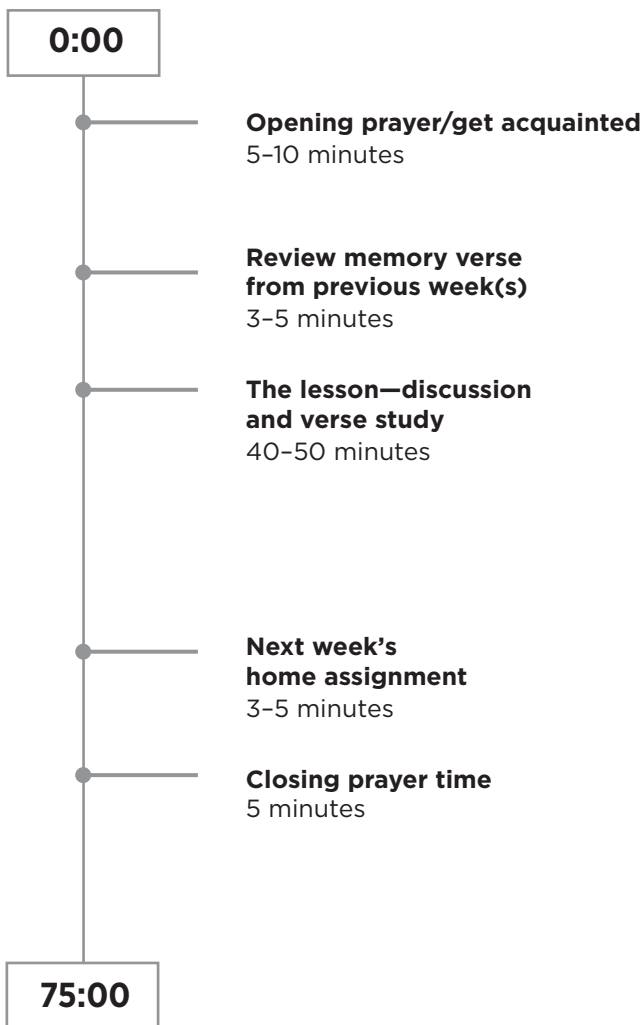 0:00
Opening prayer/get acquainted
5–10 minutes
Review memory verse
from previous week(s)
3–5 minutes
The lesson—discussion
and verse study
40–50 minutes
Next week’s
home assignment
3–5 minutes
Closing prayer time
5 minutes
75:00